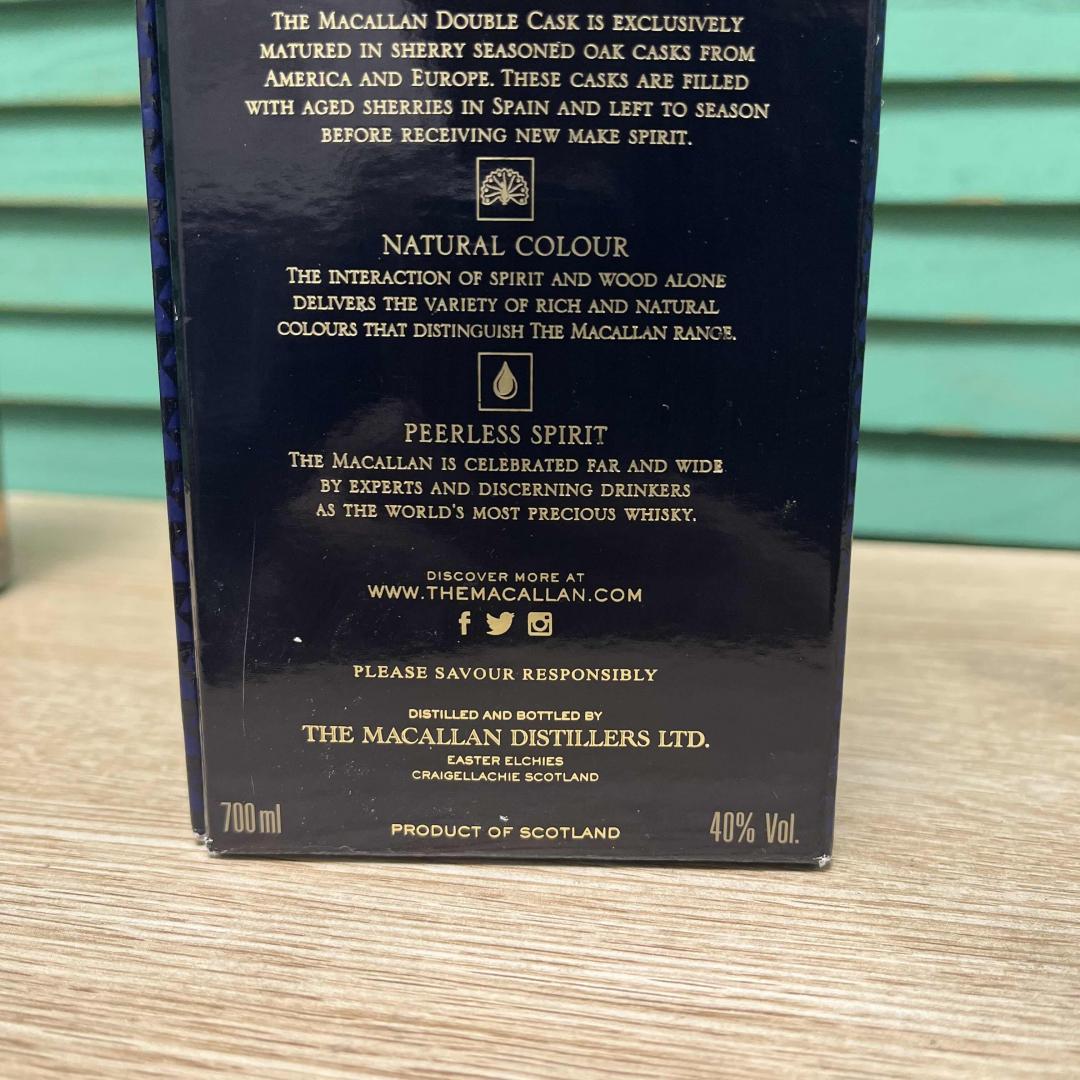 The Macallan Double Cask is exclusively
matured in sherry seasoned oak casks from
America and Europe. These casks are filled
with aged sherries in Spain and left to season
before receiving new make spirit.
NATURAL COLOUR
The interaction of spirit and wood alone
delivers the variety of rich and natural
colours that distinguish The Macallan range.
PEERLESS SPIRIT
The Macallan is celebrated far and wide
by experts and discerning drinkers
as the world's most precious whisky.
DISCOVER MORE AT
WWW.THEMACALLAN.COM
PLEASE SAVOUR RESPONSIBLY
DISTILLED AND BOTTLED BY
THE MACALLAN DISTILLERS LTD.
EASTER ELCHIES
CRAIGELLACHIE SCOTLAND
700 ml PRODUCT OF SCOTLAND 40% Vol.